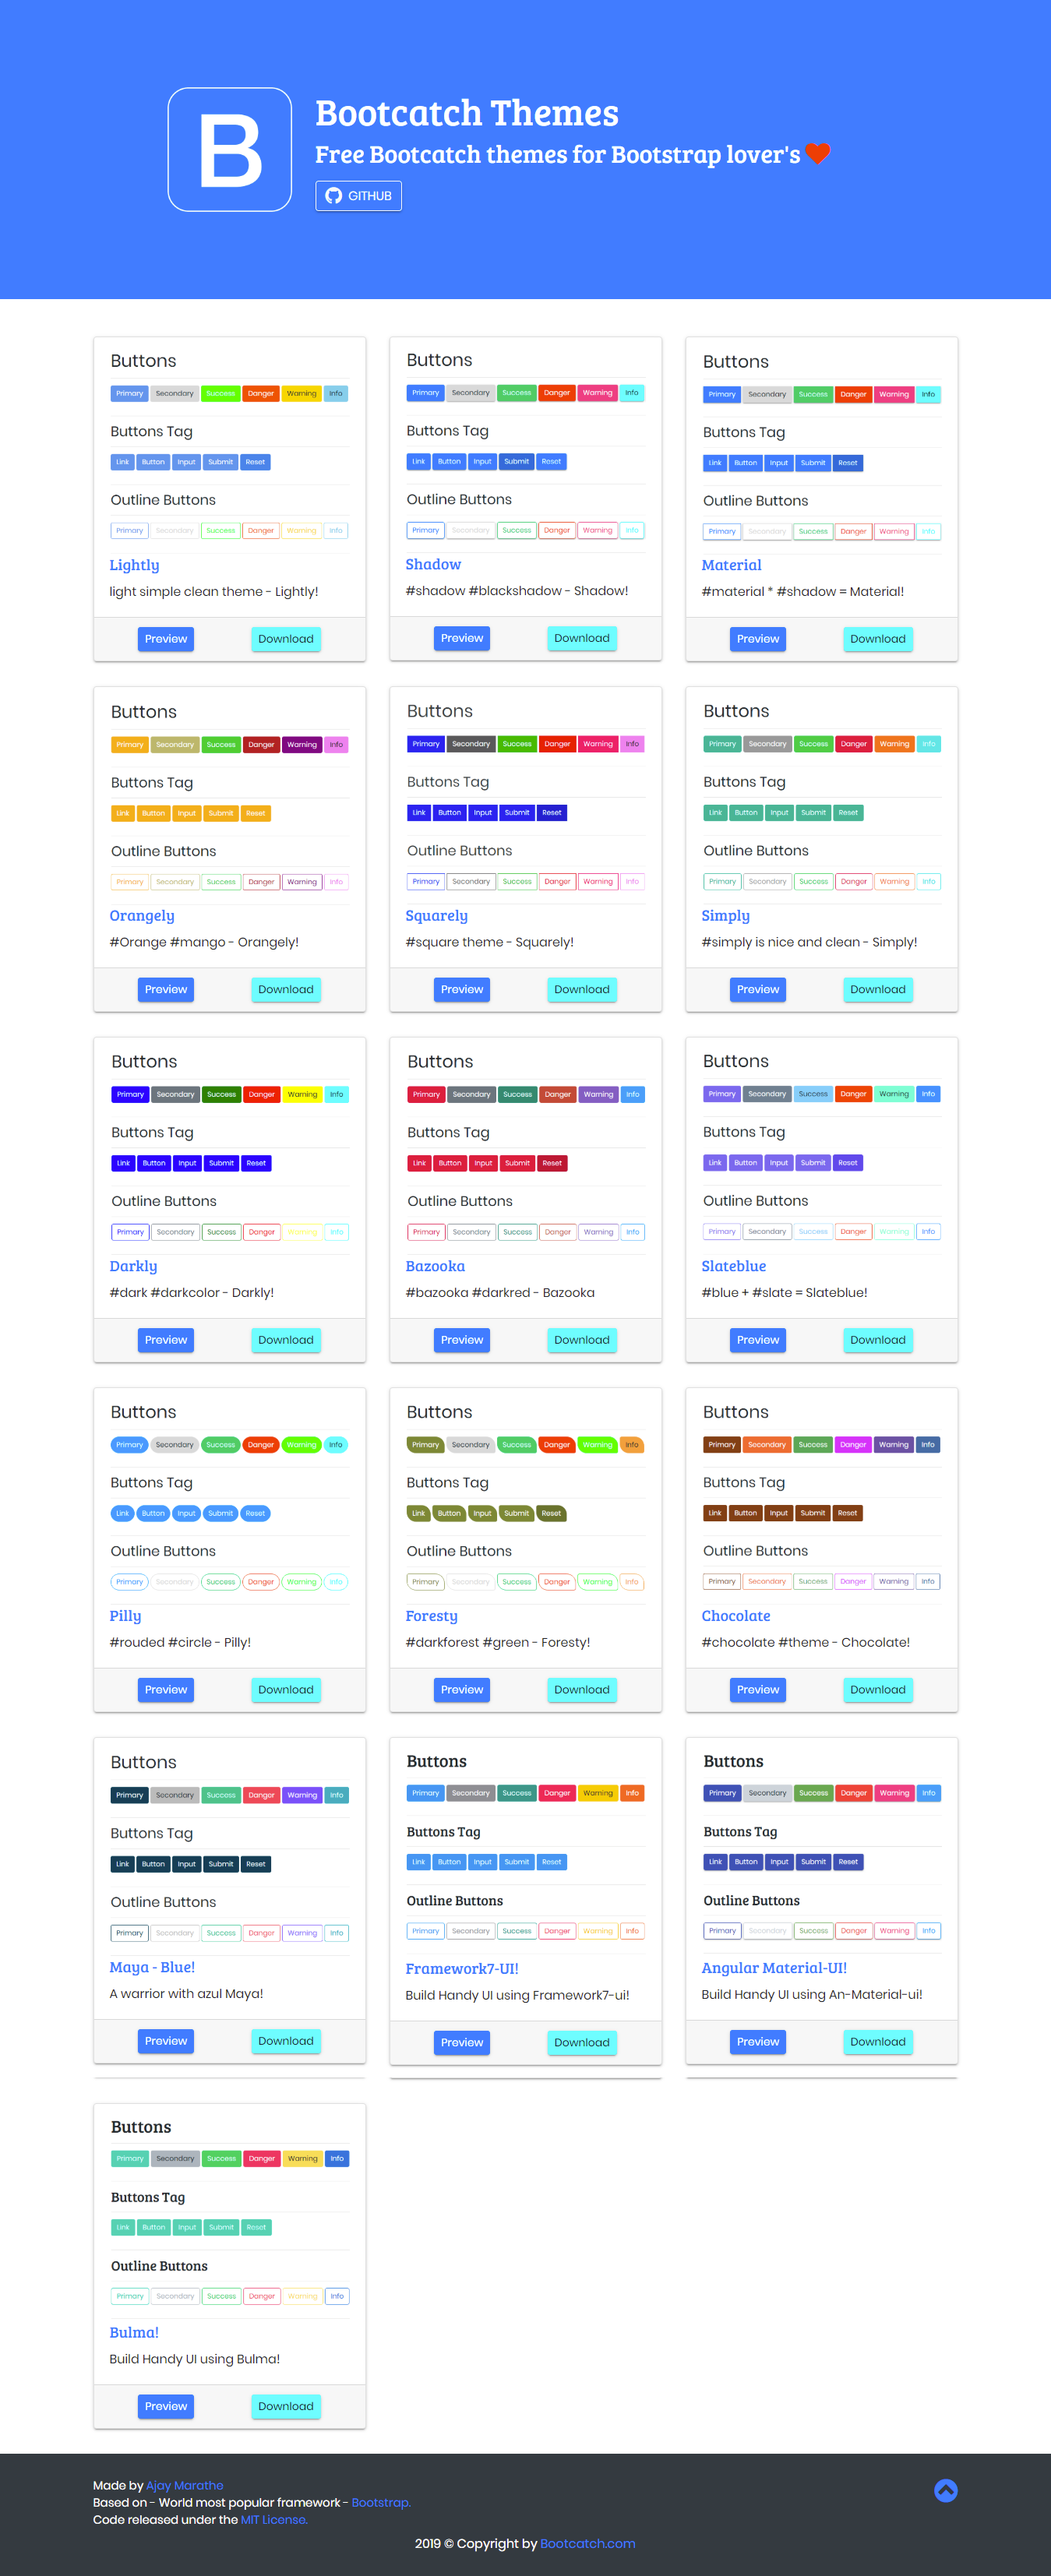 B
Bootcatch Themes
Free Bootcatch themes for Bootstrap lover's
GITHUB
Buttons
Primary Secondary Success Danger Warning Info
Buttons Tag
Link Button Input Submit Reset
Outline Buttons
Primary Secondary Success Danger Warning Info
Lightly
light simple clean theme - Lightly!
Preview Download
Buttons
Primary Secondary Success Danger Warning Info
Buttons Tag
Link Button Input Submit Reset
Outline Buttons
Primary Secondary Success Danger Warning Info
Shadow
#shadow #blackshadow - Shadow!
Preview Download
Buttons
Primary Secondary Success Danger Warning Info
Buttons Tag
Link Button Input Submit Reset
Outline Buttons
Primary Secondary Success Danger Warning Info
Material
#material * #shadow = Material!
Preview Download
Buttons
Primary Secondary Success Danger Warning Info
Buttons Tag
Link Button Input Submit Reset
Outline Buttons
Primary Secondary Success Danger Warning Info
Orangely
#Orange #mango - Orangely!
Preview Download
Buttons
Primary Secondary Success Danger Warning Info
Buttons Tag
Link Button Input Submit Reset
Outline Buttons
Primary Secondary Success Danger Warning Info
Squarely
#square theme - Squarely!
Preview Download
Buttons
Primary Secondary Success Danger Warning Info
Buttons Tag
Link Button Input Submit Reset
Outline Buttons
Primary Secondary Success Danger Warning Info
Simply
#simply is nice and clean - Simply!
Preview Download
Buttons
Primary Secondary Success Danger Warning Info
Buttons Tag
Link Button Input Submit Reset
Outline Buttons
Primary Secondary Success Danger Warning Info
Darkly
#dark #darkcolor - Darkly!
Preview Download
Buttons
Primary Secondary Success Danger Warning Info
Buttons Tag
Link Button Input Submit Reset
Outline Buttons
Primary Secondary Success Danger Warning Info
Bazooka
#bazooka #darkred - Bazooka
Preview Download
Buttons
Primary Secondary Success Danger Warning Info
Buttons Tag
Link Button Input Submit Reset
Outline Buttons
Primary Secondary Success Danger Warning Info
Slateblue
#blue + #slate = Slateblue!
Preview Download
Buttons
Primary Secondary Success Danger Warning Info
Buttons Tag
Link Button Input Submit Reset
Outline Buttons
Primary Secondary Success Danger Warning Info
Pilly
#rouded #circle - Pilly!
Preview Download
Buttons
Primary Secondary Success Danger Warning Info
Buttons Tag
Link Button Input Submit Reset
Outline Buttons
Primary Secondary Success Danger Warning Info
Foresty
#darkforest #green - Foresty!
Preview Download
Buttons
Primary Secondary Success Danger Warning Info
Buttons Tag
Link Button Input Submit Reset
Outline Buttons
Primary Secondary Success Danger Warning Info
Chocolate
#chocolate #theme - Chocolate!
Preview Download
Buttons
Primary Secondary Success Danger Warning Info
Buttons Tag
Link Button Input Submit Reset
Outline Buttons
Primary Secondary Success Danger Warning Info
Maya - Blue!
A warrior with azul Maya!
Preview Download
Buttons
Primary Secondary Success Danger Warning Info
Buttons Tag
Link Button Input Submit Reset
Outline Buttons
Primary Secondary Success Danger Warning Info
Framework7-UI!
Build Handy UI using Framework7-ui!
Preview Download
Buttons
Primary Secondary Success Danger Warning Info
Buttons Tag
Link Button Input Submit Reset
Outline Buttons
Primary Secondary Success Danger Warning Info
Angular Material-UI!
Build Handy UI using An-Material-ui!
Preview Download
Buttons
Primary Secondary Success Danger Warning Info
Buttons Tag
Link Button Input Submit Reset
Outline Buttons
Primary Secondary Success Danger Warning Info
Bulma!
Build Handy UI using Bulma!
Preview Download
Made by Ajay Marathe
Based on - World most popular framework - Bootstrap.
Code released under the MIT License.
2019 © Copyright by Bootcatch.com